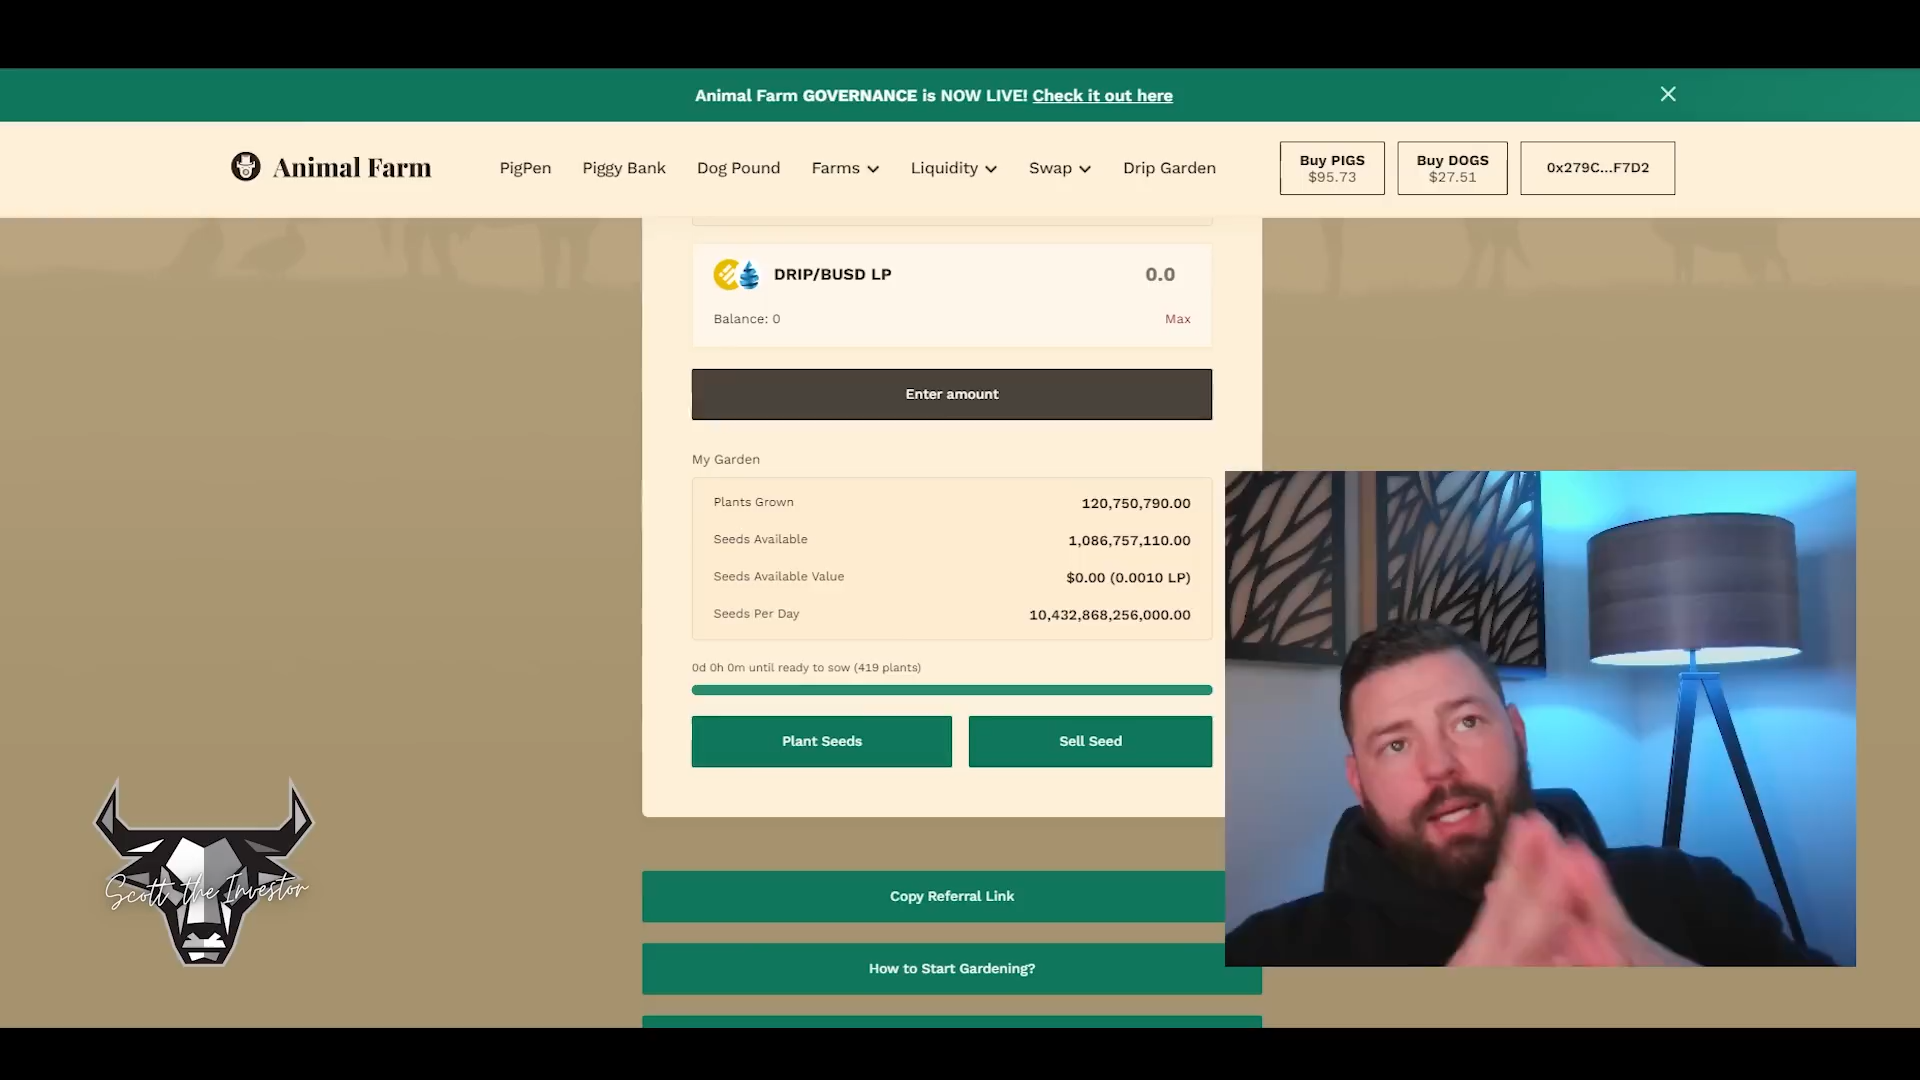 Animal Farm GOVERNANCE is NOW LIVE! Check it out here
Animal Farm
PigPen
Piggy Bank
Dog Pound
Farms
Liquidity
Swap
Drip Garden
Buy PIGS
$95.73
Buy DOGS
$27.51
0x279C...F7D2
DRIP/BUSD LP
0.0
Balance: 0
Max
Enter amount
My Garden
Plants Grown
120,750,790.00
Seeds Available
1,086,757,110.00
Seeds Available Value
$0.00 (0.0010 LP)
Seeds Per Day
10,432,868,256,000.00
0d 0h 0m until ready to sow (419 plants)
Plant Seeds
Sell Seed
Scott the Investor
Copy Referral Link
How to Start Gardening?